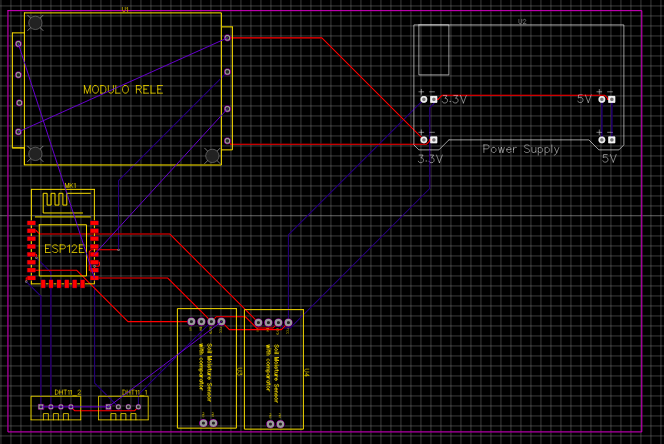 U1
U2
MODULO RELE
+ -
3.3V
5V
+ -
+ -
3.3V
Power Supply
+ -
5V
MK1
ESP12E
Soil Moisture Sensor
with comparator
U3
Soil Moisture Sensor
with comparator
U4
DHT11_2
DHT11_1